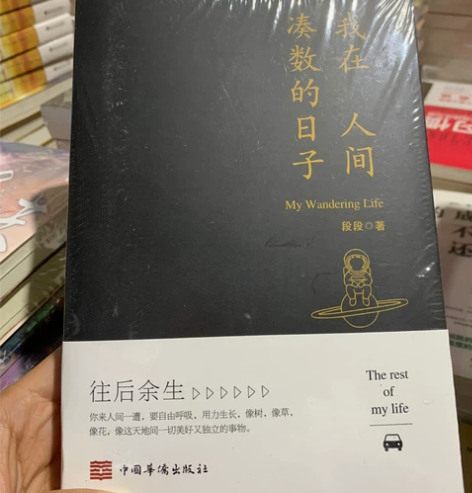 我在 人间
凑数的日子
My Wandering Life
段段◎著
往后余生▷▷▷▷▷▷
你来人间一遭，要自由呼吸，用力生长，像树，像草，
像花，像这天地间一切美好又独立的事物。
The rest
of
my life
中国华侨出版社